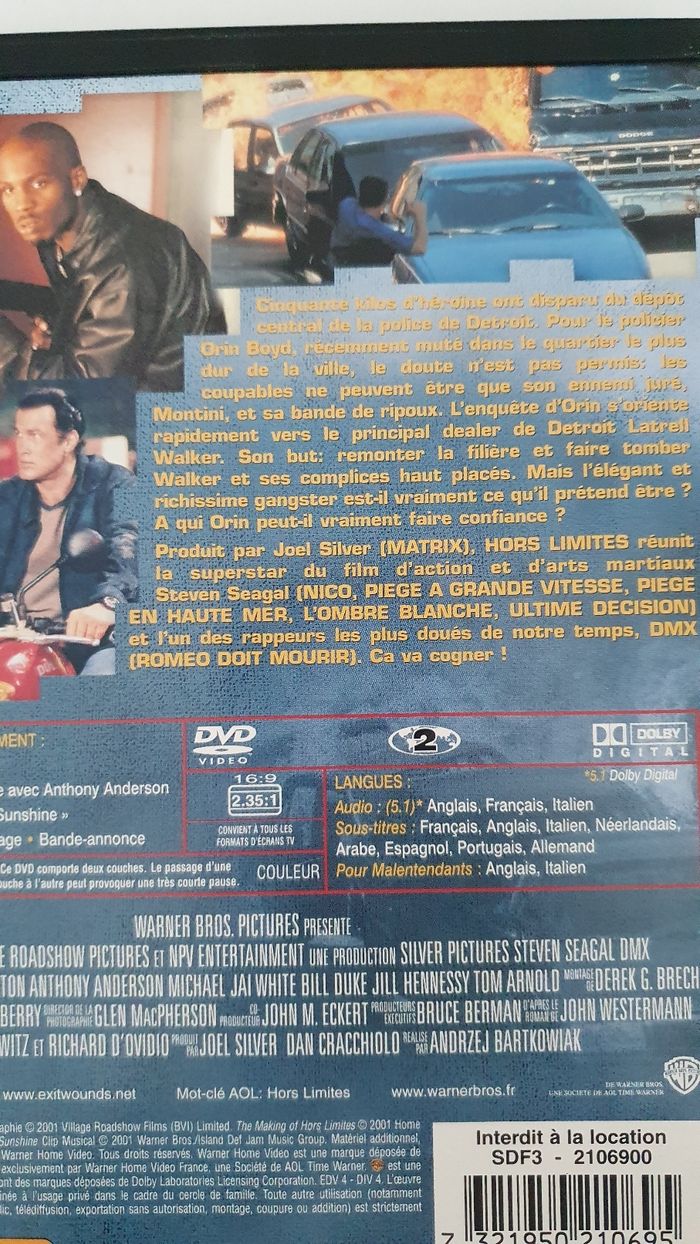 DODGE
Cinquante kilos d'héroïne ont disparu du dépôt
central de la police de Detroit. Pour le policier
Orin Boyd, récemment muté dans le quartier le plus
dur de la ville, le doute n'est pas permis: les
coupables ne peuvent être que son ennemi juré,
Montini, et sa bande de ripoux. L'enquête d'Orin s'oriente
rapidement vers le principal dealer de Detroit Latrell
Walker. Son but: remonter la filière et faire tomber
Walker et ses complices haut placés. Mais l'élégant et
richissime gangster est-il vraiment ce qu'il prétend être ?
A qui Orin peut-il vraiment faire confiance ?
Produit par Joel Silver (MATRIX), HORS LIMITES réunit
la superstar du film d'action et d'arts martiaux
Steven Seagal (NICO, PIEGE A GRANDE VITESSE, PIEGE
EN HAUTE MER, L'OMBRE BLANCHE, ULTIME DECISION)
et l'un des rappeurs les plus doués de notre temps, DMX
(ROMEO DOIT MOURIR). Ca va cogner !
MENT :
e avec Anthony Anderson
Sunshine »
age • Bande-annonce
Ce DVD comporte deux couches. Le passage d'une
ouche à l'autre peut provoquer une très courte pause.
DVD
VIDEO
16:9
2.35:1
CONVIENT À TOUS LES
FORMATS D'ÉCRANS TV
COULEUR
2
DOLBY
DIGITAL
*5.1 Dolby Digital
LANGUES :
Audio : (5.1)* Anglais, Français, Italien
Sous-titres : Français, Anglais, Italien, Néerlandais,
Arabe, Espagnol, Portugais, Allemand
Pour Malentendants : Anglais, Italien
WARNER BROS. PICTURES PRESENTE
E ROADSHOW PICTURES ET NPV ENTERTAINMENT UNE PRODUCTION SILVER PICTURES STEVEN SEAGAL DMX
TON ANTHONY ANDERSON MICHAEL JAI WHITE BILL DUKE JILL HENNESSY TOM ARNOLD MONTAGE DE DEREK G. BRECH
BERRY DIRECTOR DE LA PHOTOGRAPHIE GLEN MACPHERSON CO-PRODUCTEUR JOHN M. ECKERT PRODUCTEURS EXECUTIFS BRUCE BERMAN D'APRES LE ROMAN DE JOHN WESTERMANN
WITZ ET RICHARD D'OVIDIO PRODUIT PAR JOEL SILVER DAN CRACCHIOLO REALISE PAR ANDRZEJ BARTKOWIAK
www.exitwounds.net Mot-clé AOL: Hors Limites www.warnerbros.fr
DE WARNER BROS.
UNE SOCIETE DE AOL TIME WARNER
aphie © 2001 Village Roadshow Films (BVI) Limited. The Making of Hors Limites © 2001 Home
Sunshine Clip Musical © 2001 Warner Bros/Island Def Jam Music Group. Matériel additionnel,
Warner Home Video. Tous droits réservés. Warner Home Video est une marque déposée de
exclusivement par Warner Home Video France, une Société de AOL Time Warner. est une
ont des marques déposées de Dolby Laboratories Licensing Corporation. EDV 4 - DIV 4. L'œuvre
inée à l'usage privé dans le cadre du cercle de famille. Toute autre utilisation (notamment
lic, télédiffusion, exportation sans autorisation, montage, coupure ou addition) est strictement
Interdit à la location
SDF3 - 2106900
7 321950 210695